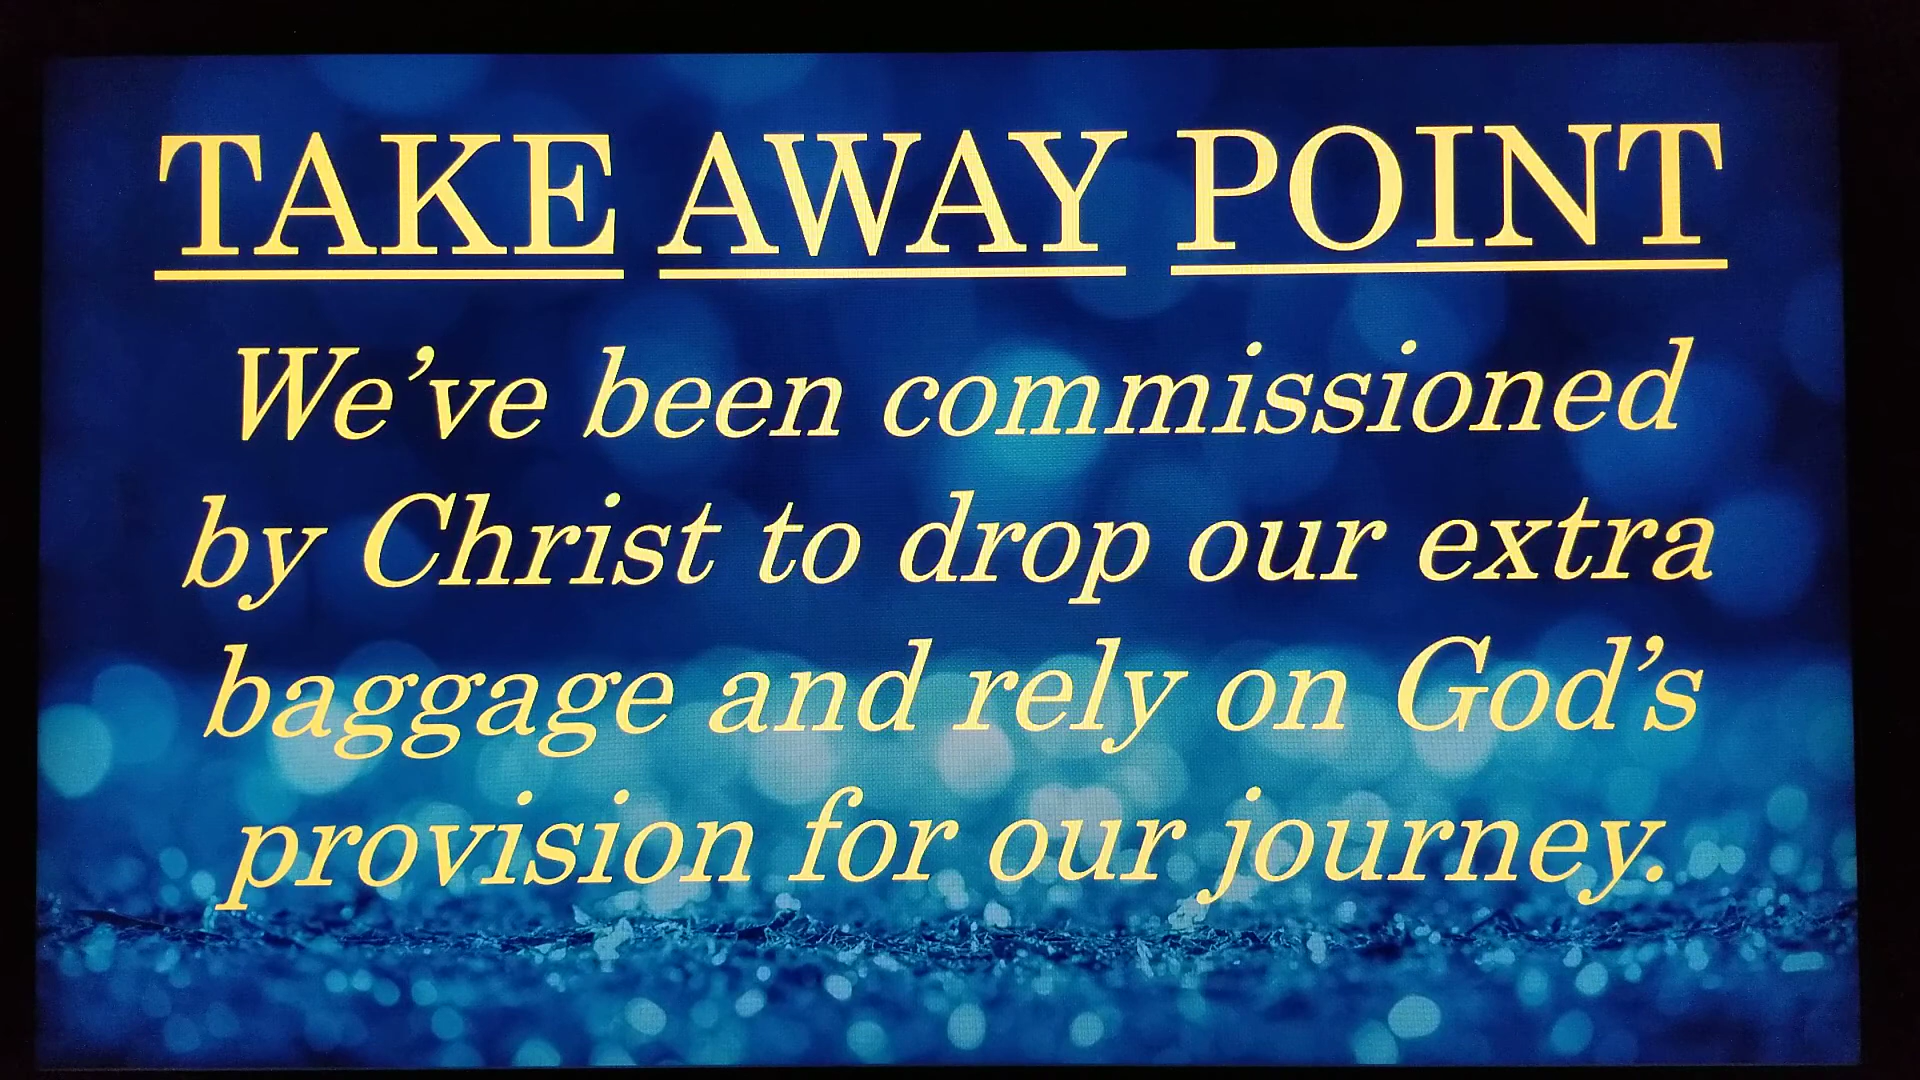 TAKE AWAY POINT
We've been commissioned
by Christ to drop our extra
baggage and rely on God's
provision for our journey.